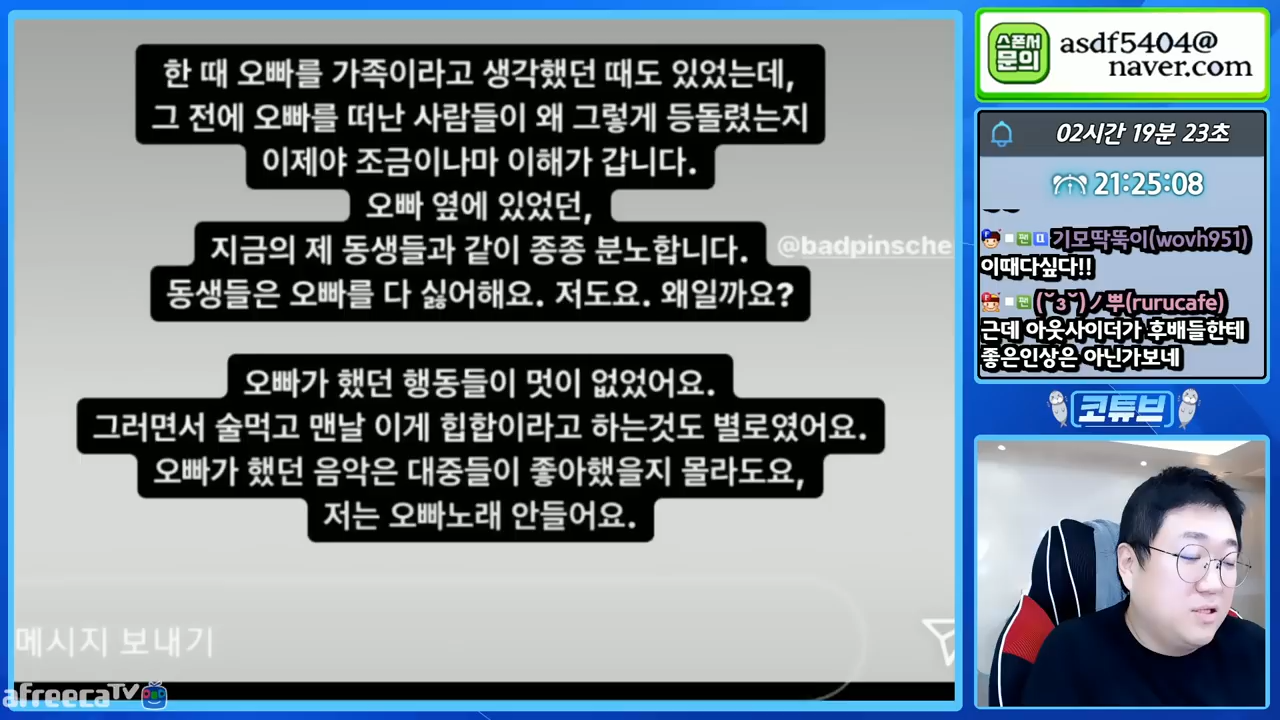 한 때 오빠를 가족이라고 생각했던 때도 있었는데,
그 전에 오빠를 떠난 사람들이 왜 그렇게 등돌렸는지
이제야 조금이나마 이해가 갑니다.
오빠 옆에 있었던,
지금의 제 동생들과 같이 종종 분노합니다.
@badpinsche
동생들은 오빠를 다 싫어해요. 저도요. 왜일까요?
오빠가 했던 행동들이 멋이 없었어요.
그러면서 술먹고 맨날 이게 힙합이라고 하는것도 별로였어요.
오빠가 했던 음악은 대중들이 좋아했을지 몰라도요,
저는 오빠노래 안들어요.
메시지 보내기
afreecaTV
스폰서
문의
asdf5404@
naver.com
02시간 19분 23초
21:25:08
팬 기모딱뚝이(wovh951)
이때다싶다!!
팬 (˘з˘)ノ뿌(rurucafe)
근데 아웃사이더가 후배들한테
좋은인상은 아닌가보네
코튜브